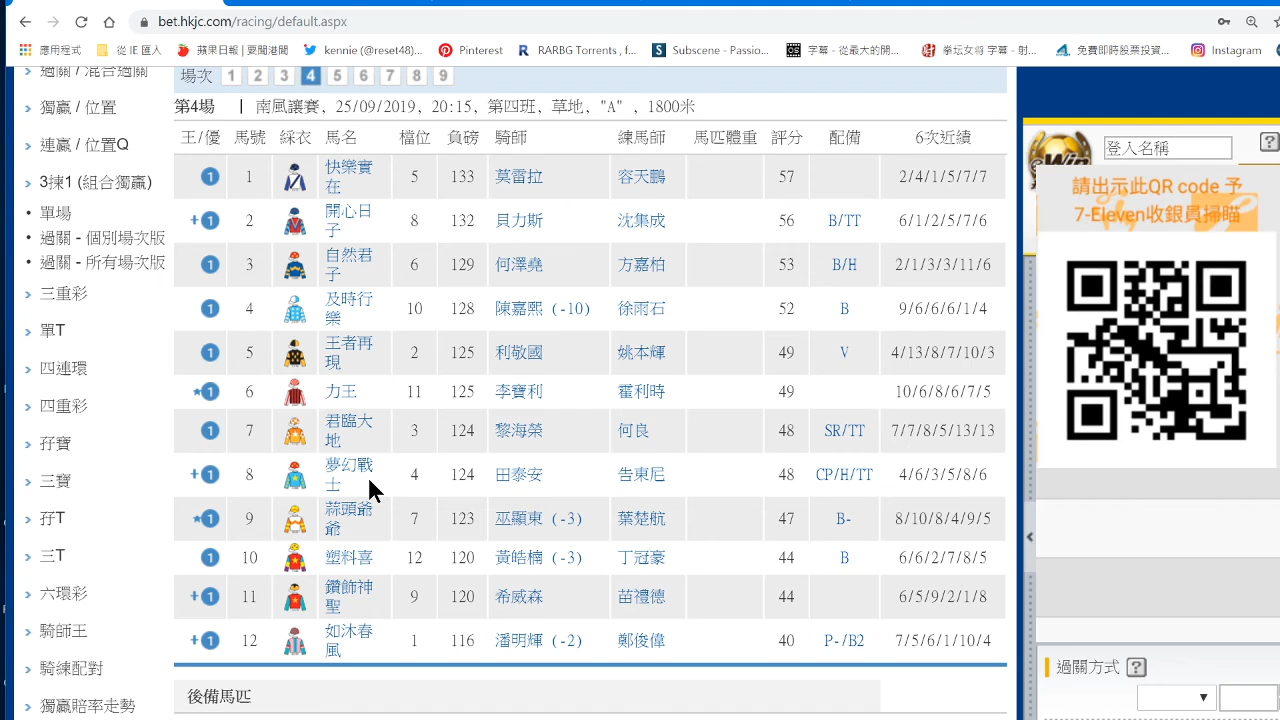 bet.hkjc.com/racing/default.aspx
應用程式 從 IE 匯入 蘋果日報 | 要聞港聞 kennie (@reset48)... Pinterest RARBG Torrents , f... Subscene - Passio... 字幕 - 從最大的開... 拳坛文将 字幕 - 射... 免費即時股票投資... Instagram
過關 / 混合過關
獨贏 / 位置
連贏 / 位置Q
3揀1 (組合獨贏)
單場
過關 - 個別場次版
過關 - 所有場次版
三重彩
單T
四連環
四重彩
孖寶
三寶
孖T
三T
六環彩
騎師王
騎練配對
獨贏賠率走勢
場次 1 2 3 4 5 6 7 8 9
第4場 | 南風讓賽, 25/09/2019, 20:15, 第四班, 草地, "A" , 1800米
王/優 馬號 綵衣 馬名 檔位 負磅 騎師 練馬師 馬匹體重 評分 配備 6次近績
1 1 快樂實在 5 133 莫雷拉 容天鵬 57 2/4/1/5/7/7
+1 2 開心日子 8 132 貝力斯 沈集成 56 B/TT 6/1/2/5/7/6
1 3 自然君子 6 129 何澤堯 方嘉柏 53 B/H 2/1/3/3/11/6
1 4 及時行樂 10 128 陳嘉熙 (-10) 徐雨石 52 B 9/6/6/6/1/4
1 5 王者再現 2 125 利敬國 姚本輝 49 V 4/13/8/7/10/3
★1 6 力王 11 125 李寶利 霍利時 49 10/6/8/6/7/5
1 7 君臨大地 3 124 黎海榮 何良 48 SR/TT 7/7/8/5/13/13
+1 8 夢幻戰士 4 124 田泰安 告東尼 48 CP/H/TT 4/6/3/5/8/6
★1 9 蒜頭爺爺 7 123 巫顯東 (-3) 葉楚航 47 B- 8/10/8/4/9/5
1 10 塑料喜 12 120 黃皓楠 (-3) 丁冠豪 44 B 6/6/2/7/8/5
+1 11 鑽飾神聖 9 120 希威森 苗禮德 44 6/5/9/2/1/8
+1 12 如沐春風 1 116 潘明輝 (-2) 鄭俊偉 40 P-/B2 7/5/6/1/10/4
後備馬匹
eWin
登入名稱
?
請出示此QR code 予
7-Eleven收銀員掃瞄
過關方式 ?